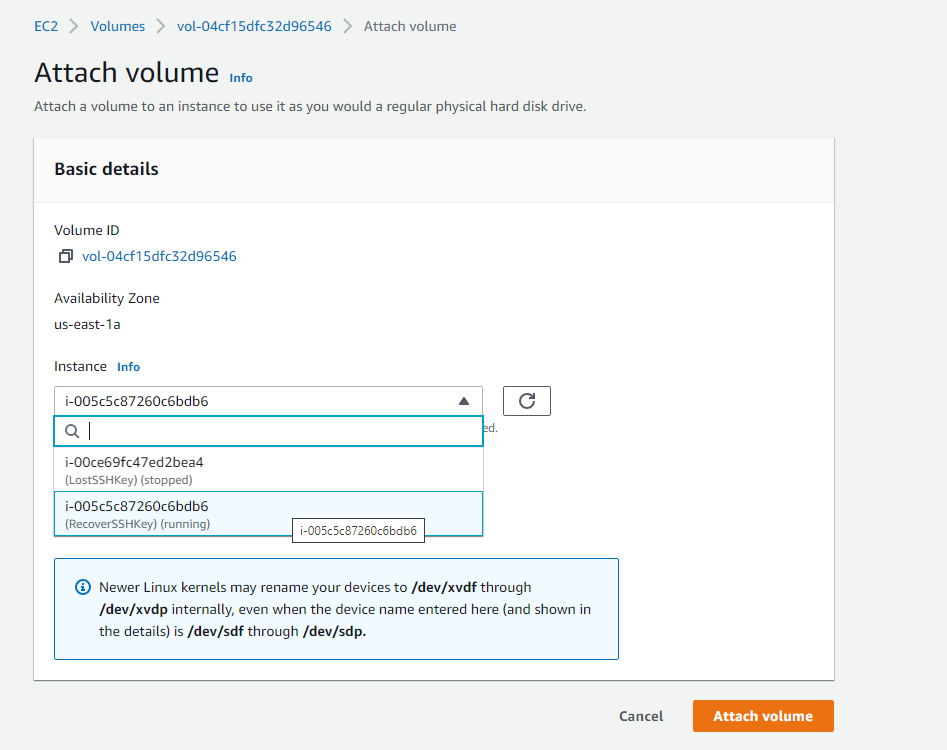 EC2 > Volumes > vol-04cf15dfc32d96546 > Attach volume
Attach volume Info
Attach a volume to an instance to use it as you would a regular physical hard disk drive.
Basic details
Volume ID
vol-04cf15dfc32d96546
Availability Zone
us-east-1a
Instance Info
i-005c5c87260c6bdb6
ed.
i-00ce69fc47ed2bea4
(LostSSHKey) (stopped)
i-005c5c87260c6bdb6
(RecoverSSHKey) (running)
i-005c5c87260c6bdb6
Newer Linux kernels may rename your devices to /dev/xvdf through
/dev/xvdp internally, even when the device name entered here (and shown in
the details) is /dev/sdf through /dev/sdp.
Cancel
Attach volume